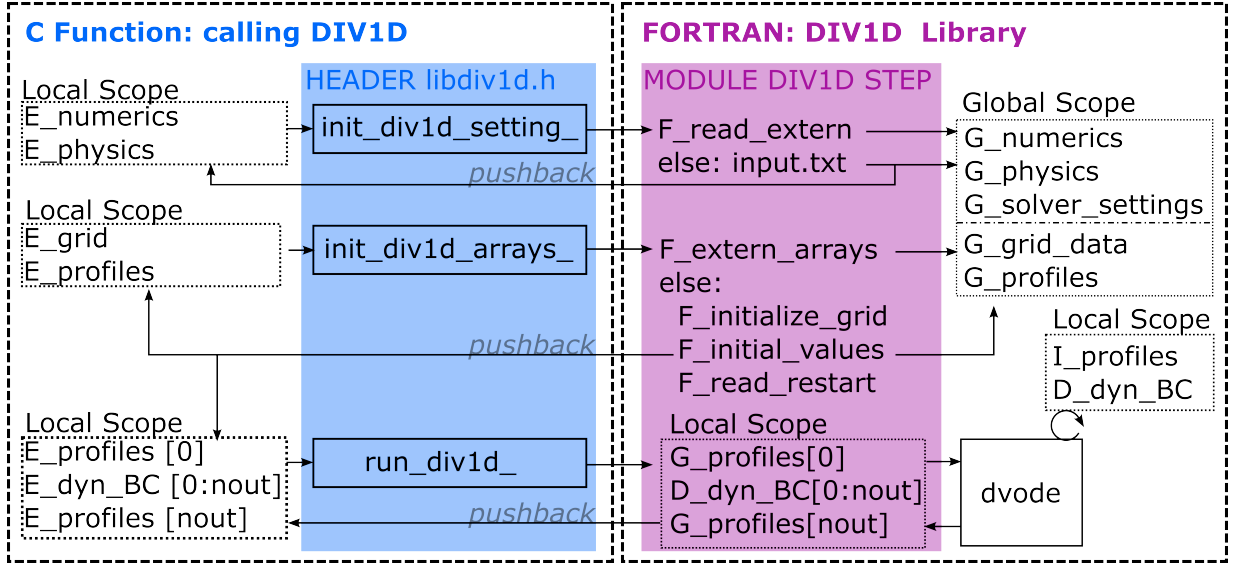 C Function: calling DIV1D
HEADER libdiv1d.h
Local Scope
E_numerics
E_physics
init_div1d_setting_
pushback
Local Scope
E_grid
E_profiles
init_div1d_arrays_
pushback
Local Scope
E_profiles [0]
E_dyn_BC [0:nout]
E_profiles [nout]
run_div1d_
pushback
FORTRAN: DIV1D Library
MODULE DIV1D STEP
F_read_extern
else: input.txt
Global Scope
G_numerics
G_physics
G_solver_settings
G_grid_data
G_profiles
F_extern_arrays
else:
F_initialize_grid
F_initial_values
F_read_restart
Local Scope
I_profiles
D_dyn_BC
Local Scope
G_profiles[0]
D_dyn_BC[0:nout]
G_profiles[nout]
dvode